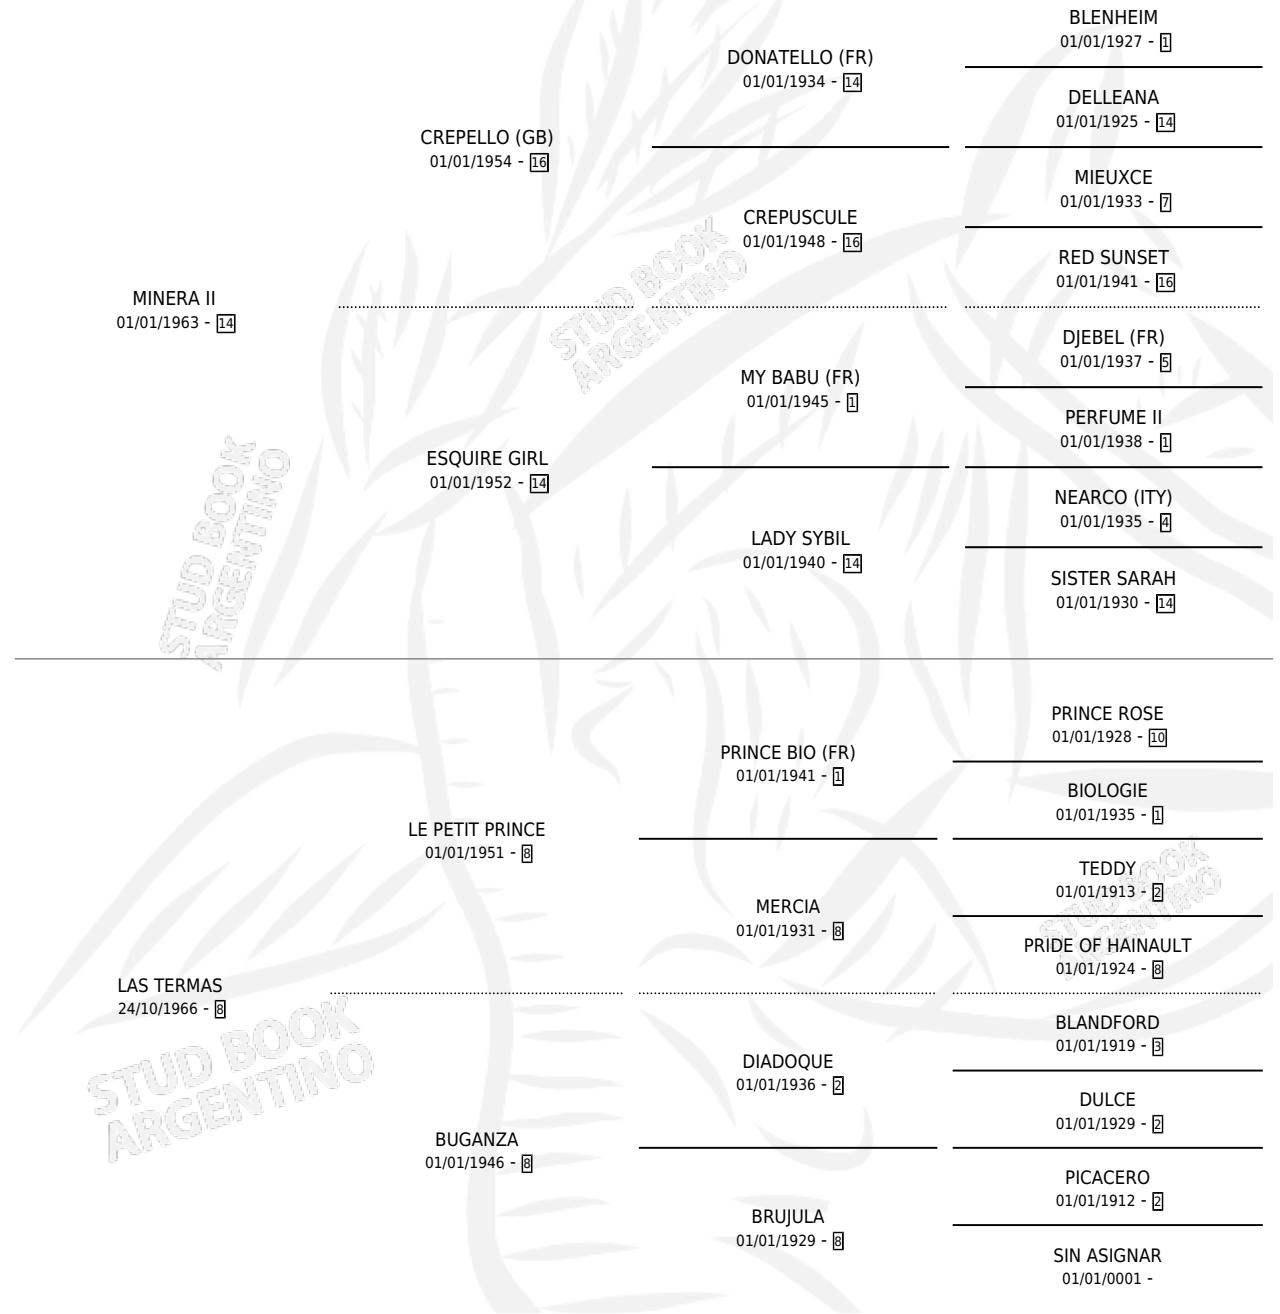 BLENHEIM
01/01/1927 - 1
DONATELLO (FR)
01/01/1934 - 14
DELLEANA
01/01/1925 - 14
CREPELLO (GB)
01/01/1954 - 16
MIEUXCE
01/01/1933 - 7
CREPUSCULE
01/01/1948 - 16
RED SUNSET
01/01/1941 - 16
MINERA II
01/01/1963 - 14
STUD BOOK
ARGENTINO
DJEBEL (FR)
01/01/1937 - 5
MY BABU (FR)
01/01/1945 - 1
PERFUME II
01/01/1938 - 1
ESQUIRE GIRL
01/01/1952 - 14
NEARCO (ITY)
01/01/1935 - 4
LADY SYBIL
01/01/1940 - 14
SISTER SARAH
01/01/1930 - 14
STUD BOOK
ARGENTINO
PRINCE ROSE
01/01/1928 - 10
PRINCE BIO (FR)
01/01/1941 - 1
BIOLOGIE
01/01/1935 - 1
LE PETIT PRINCE
01/01/1951 - 8
TEDDY
01/01/1913 - 2
MERCIA
01/01/1931 - 8
PRIDE OF HAINAULT
01/01/1924 - 8
STUD BOOK
ARGENTINO
LAS TERMAS
24/10/1966 - 8
BLANDFORD
01/01/1919 - 3
DIADOQUE
01/01/1936 - 2
DULCE
01/01/1929 - 2
STUD BOOK
ARGENTINO
BUGANZA
01/01/1946 - 8
PICACERO
01/01/1912 - 2
BRUJULA
01/01/1929 - 8
SIN ASIGNAR
01/01/0001 -